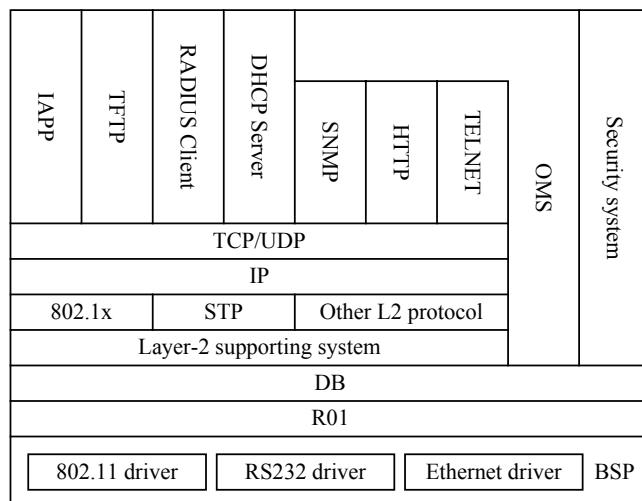 IAPP
TFTP
RADIUS Client
DHCP Server
SNMP
HTTP
TELNET
OMS
Security system
TCP/UDP
IP
802.1x
STP
Other L2 protocol
Layer-2 supporting system
DB
R01
802.11 driver
RS232 driver
Ethernet driver
BSP